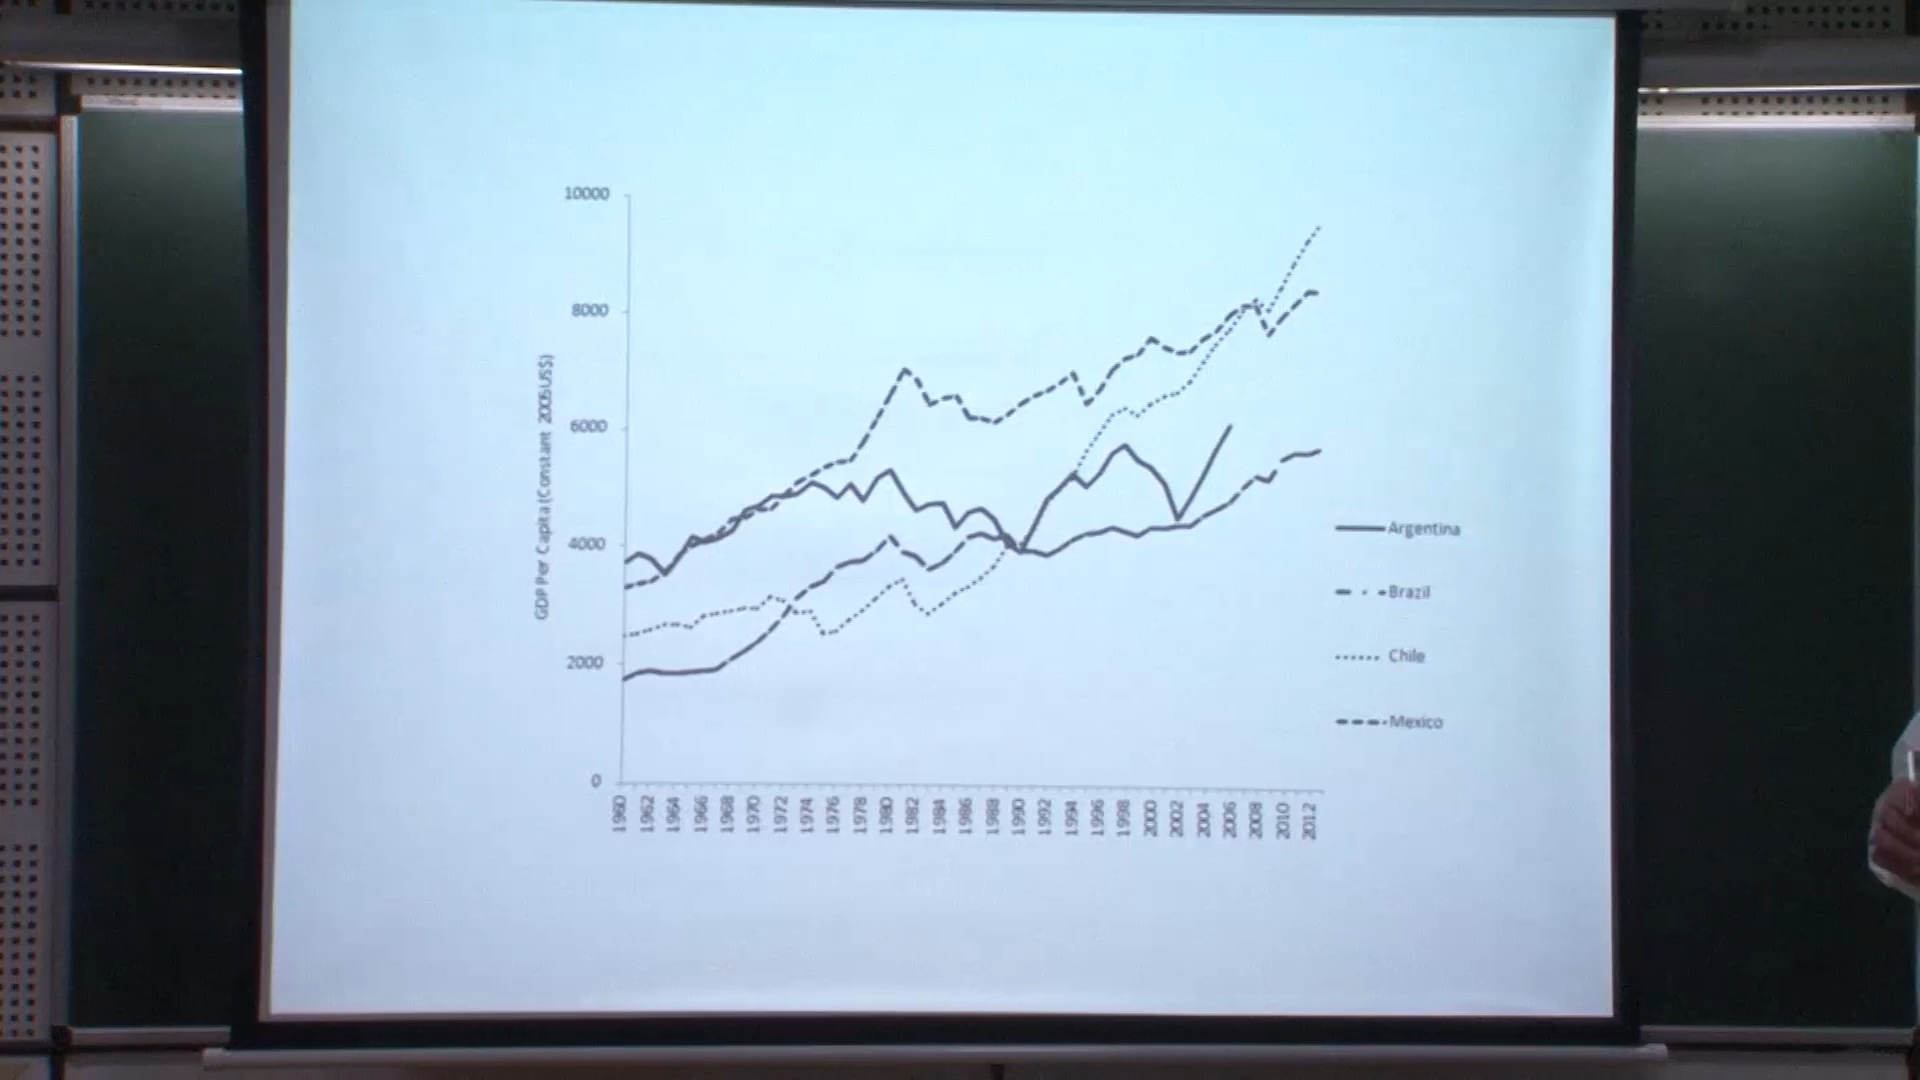 10000
8000
6000
4000
2000
0
GDP Per Capita (Constant 2005US$)
1960 1962 1964 1966 1968 1970 1972 1974 1976 1978 1980 1982 1984 1986 1988 1990 1992 1994 1996 1998 2000 2002 2004 2006 2008 2010 2012
Argentina
Brazil
Chile
Mexico